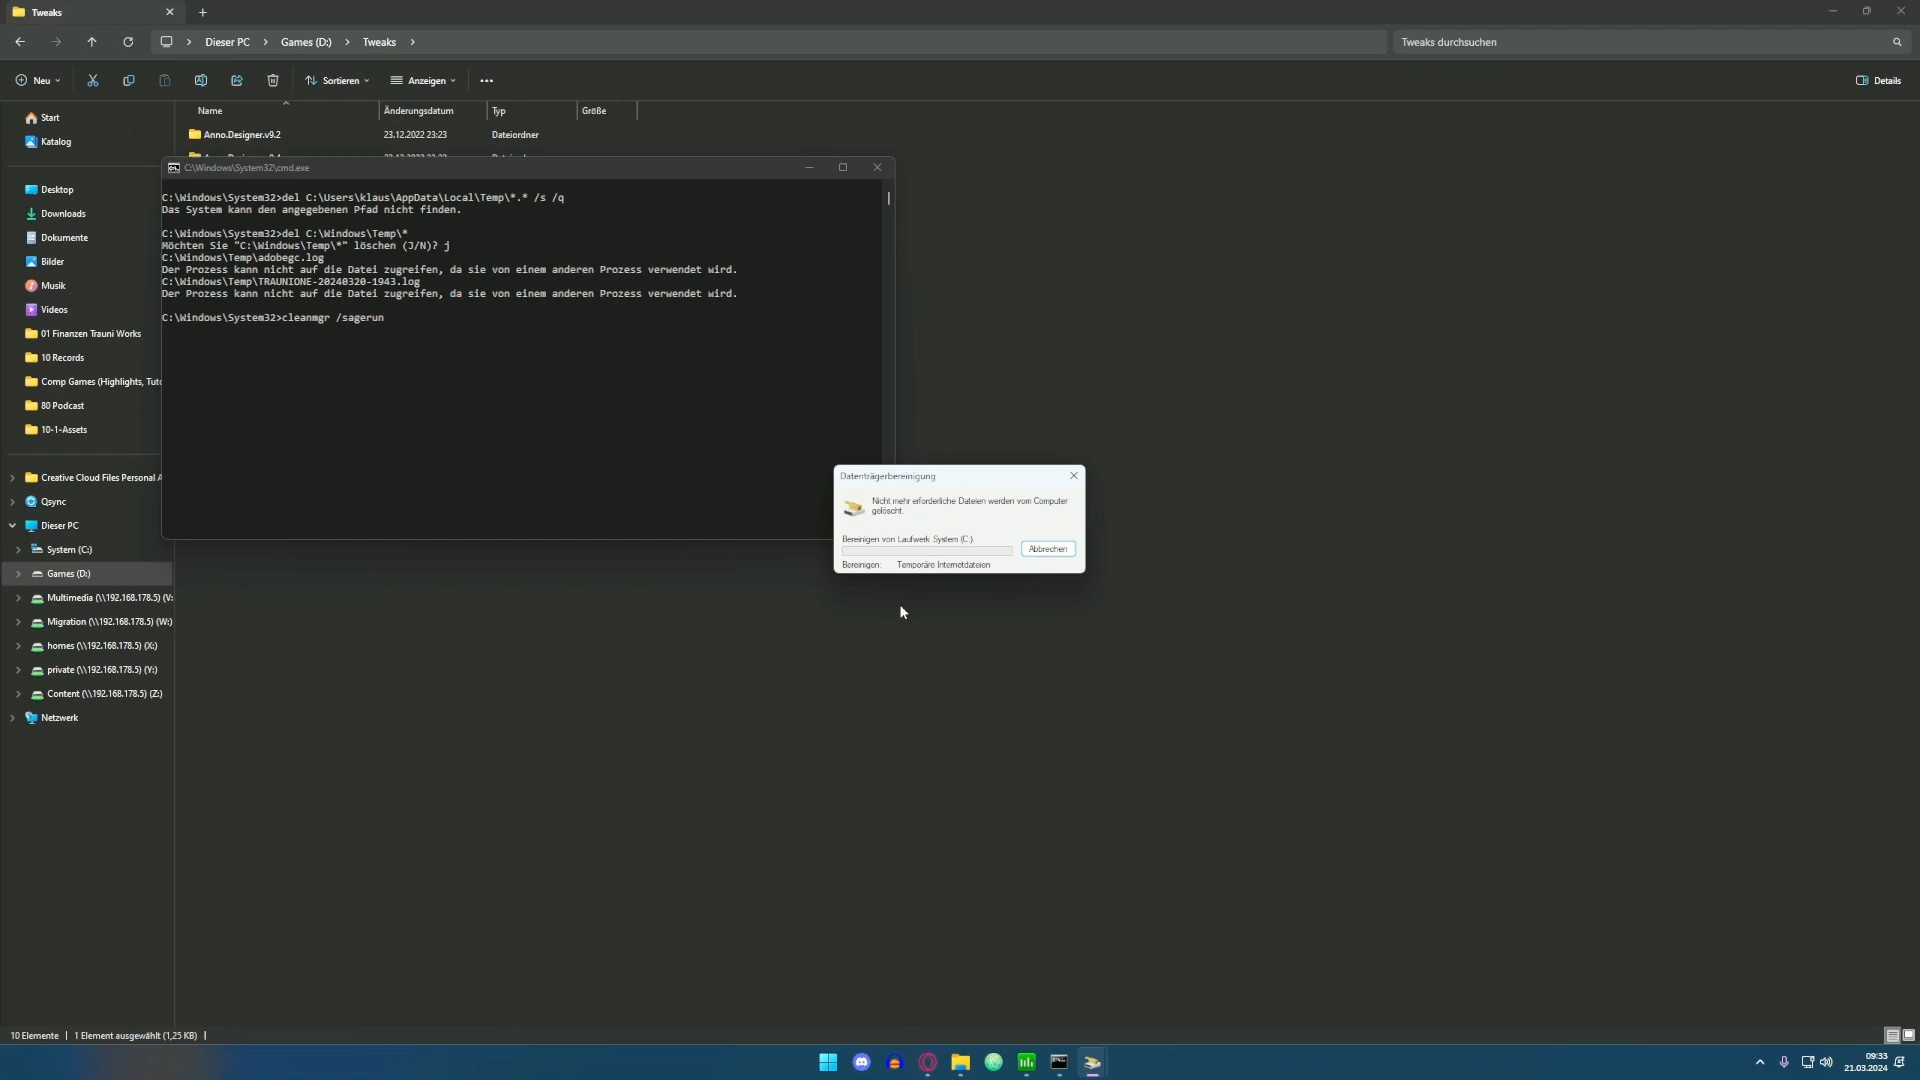 Tweaks
Dieser PC
Games (D:)
Tweaks
Tweaks durchsuchen
Neu
Sortieren
Anzeigen
Details
Name
Änderungsdatum
Typ
Größe
Anno.Designer.v9.2
23.12.2022 23:23
Dateiordner
Start
Katalog
Desktop
Downloads
Dokumente
Bilder
Musik
Videos
01 Finanzen Trauni Works
10 Records
Comp Games (Highlights, Tuto
80 Podcast
10-1-Assets
Creative Cloud Files Personal A
Qsync
Dieser PC
System (C:)
Games (D:)
Multimedia (\\192.168.178.5) (V:
Migration (\\192.168.178.5) (W:)
homes (\\192.168.178.5) (X:)
private (\\192.168.178.5) (Y:)
Content (\\192.168.178.5) (Z:)
Netzwerk
C:\Windows\System32\cmd.exe
C:\Windows\System32>del C:\Users\klaus\AppData\Local\Temp\*.* /s /q
Das System kann den angegebenen Pfad nicht finden.
C:\Windows\System32>del C:\Windows\Temp\*
Möchten Sie "C:\Windows\Temp\*" löschen (J/N)? j
C:\Windows\Temp\adobegc.log
Der Prozess kann nicht auf die Datei zugreifen, da sie von einem anderen Prozess verwendet wird.
C:\Windows\Temp\TRAUNIONE-20240320-1943.log
Der Prozess kann nicht auf die Datei zugreifen, da sie von einem anderen Prozess verwendet wird.
C:\Windows\System32>cleanmgr /sagerun
Datenträgerbereinigung
Nicht mehr erforderliche Dateien werden vom Computer
gelöscht.
Bereinigen von Laufwerk System (C:).
Abbrechen
Bereinigen: Temporäre Internetdateien
10 Elemente
1 Element ausgewählt (1,25 KB)
09:33
21.03.2024